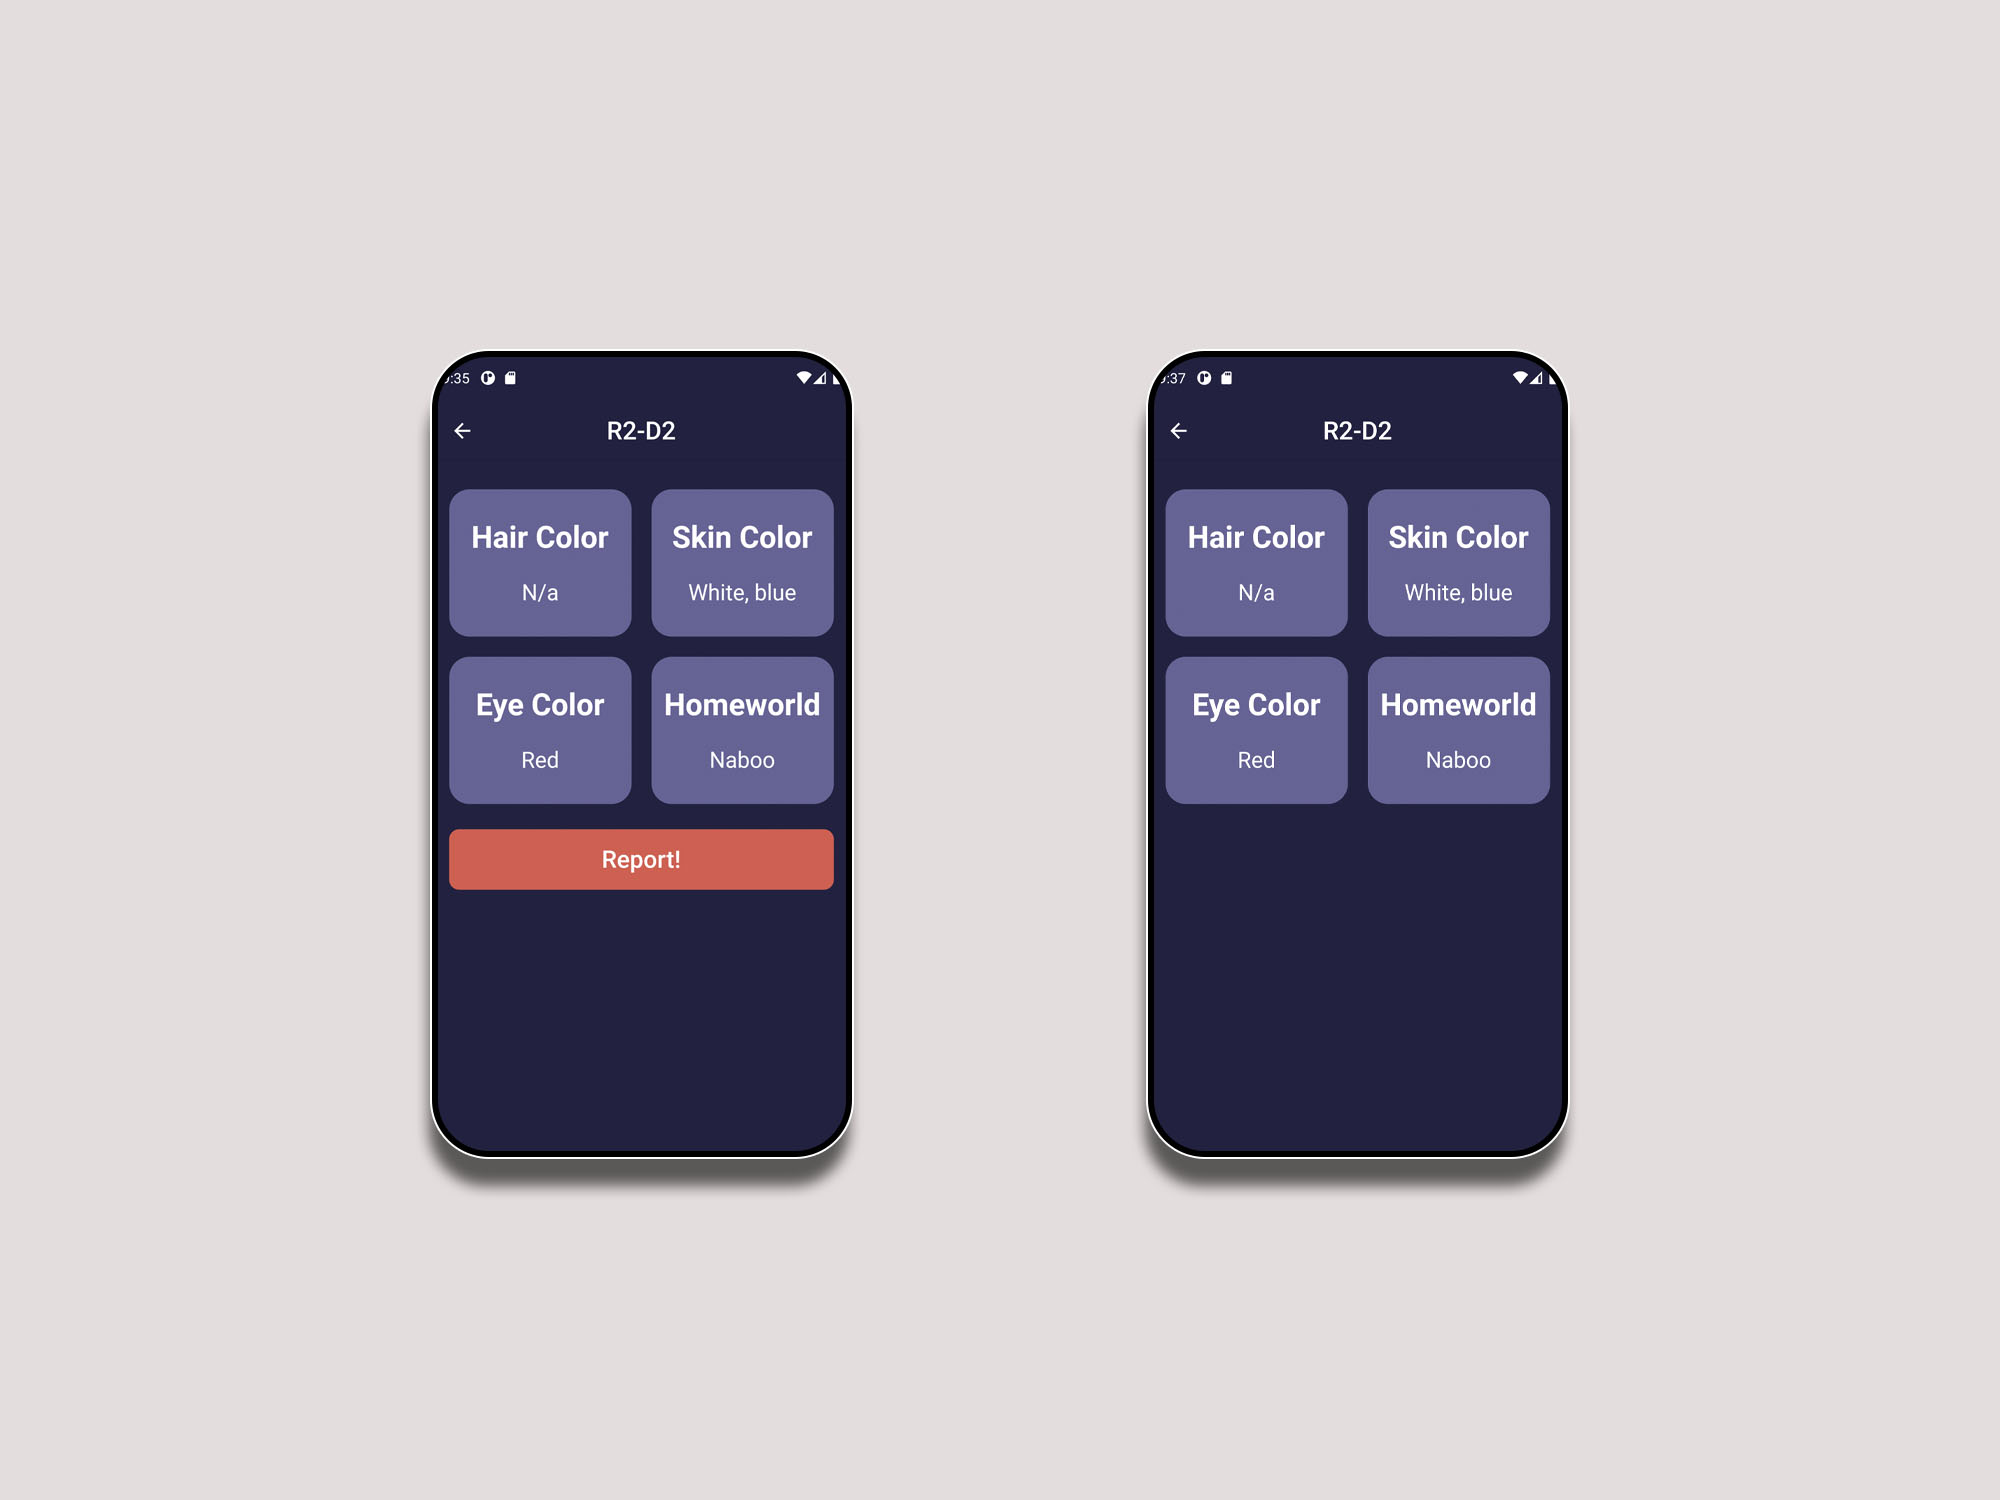 :35
R2-D2
Hair Color
Skin Color
N/a
White, blue
Eye Color
Homeworld
Red
Naboo
Report!
:37
R2-D2
Hair Color
Skin Color
N/a
White, blue
Eye Color
Homeworld
Red
Naboo